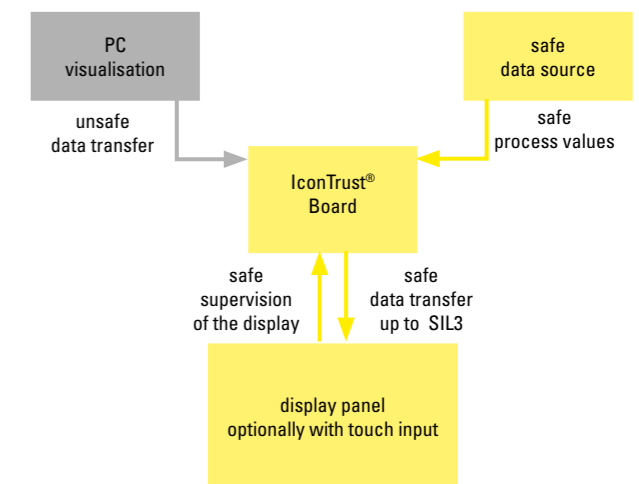 PC
visualisation
safe
data source
unsafe
data transfer
safe
process values
IconTrust®
Board
safe
supervision
of the display
safe
data transfer
up to SIL3
display panel
optionally with touch input